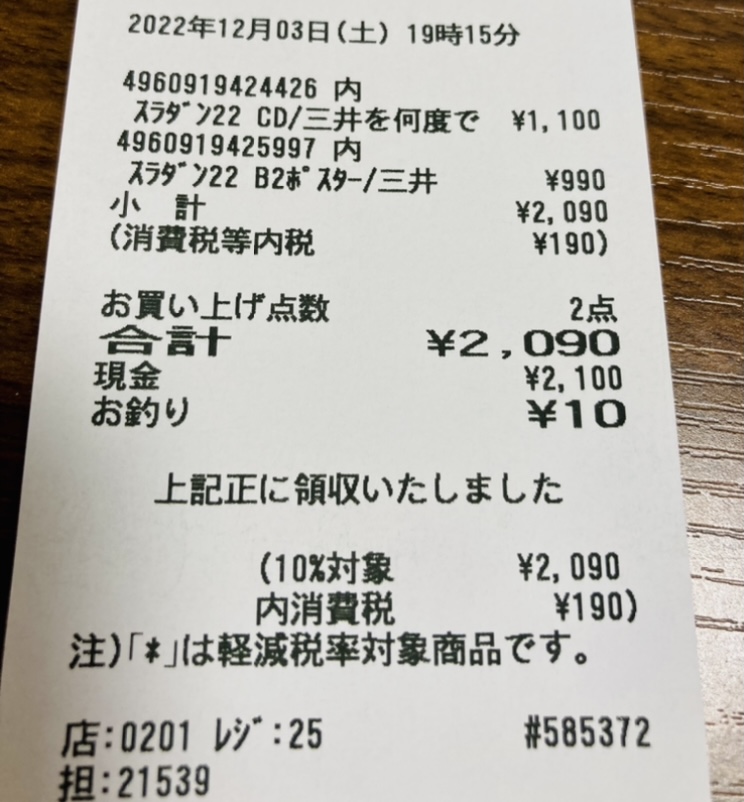 2022年12月03日(土) 19時15分
4960919424426 内
ｽﾗﾀﾞﾝ22 CD/三井を何度で ¥1,100
4960919425997 内
ｽﾗﾀﾞﾝ22 B2ﾎﾟｽﾀｰ/三井 ¥990
小 計 ¥2,090
(消費税等内税 ¥190)
お買い上げ点数 2点
合計 ¥2,090
現金 ¥2,100
お釣り ¥10
上記正に領収いたしました
(10%対象 ¥2,090
内消費税 ¥190)
注)｢*｣は軽減税率対象商品です。
店:0201 ﾚｼﾞ:25 #585372
担:21539